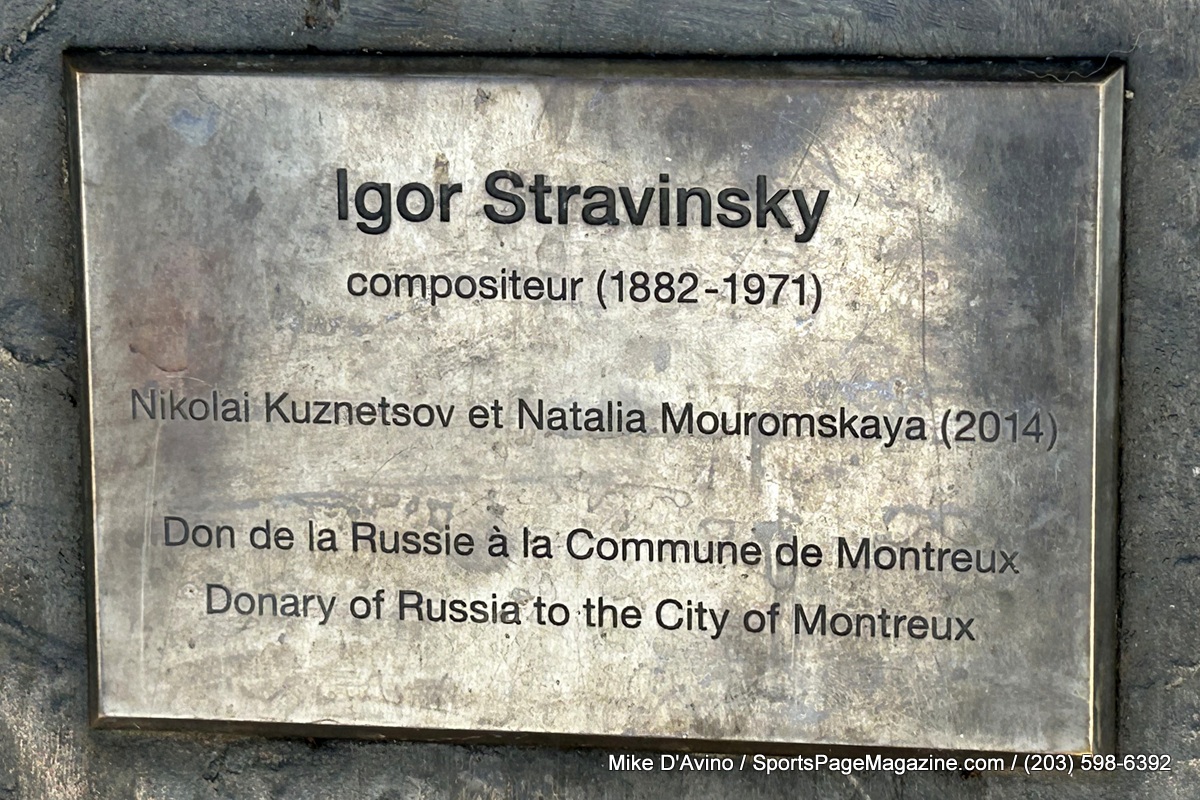 Igor Stravinsky
compositeur (1882-1971)
Nikolai Kuznetsov et Natalia Mouromskaya (2014)
Don de la Russie à la Commune de Montreux
Donary of Russia to the City of Montreux
Mike D'Avino / SportsPageMagazine.com / (203) 598-6392